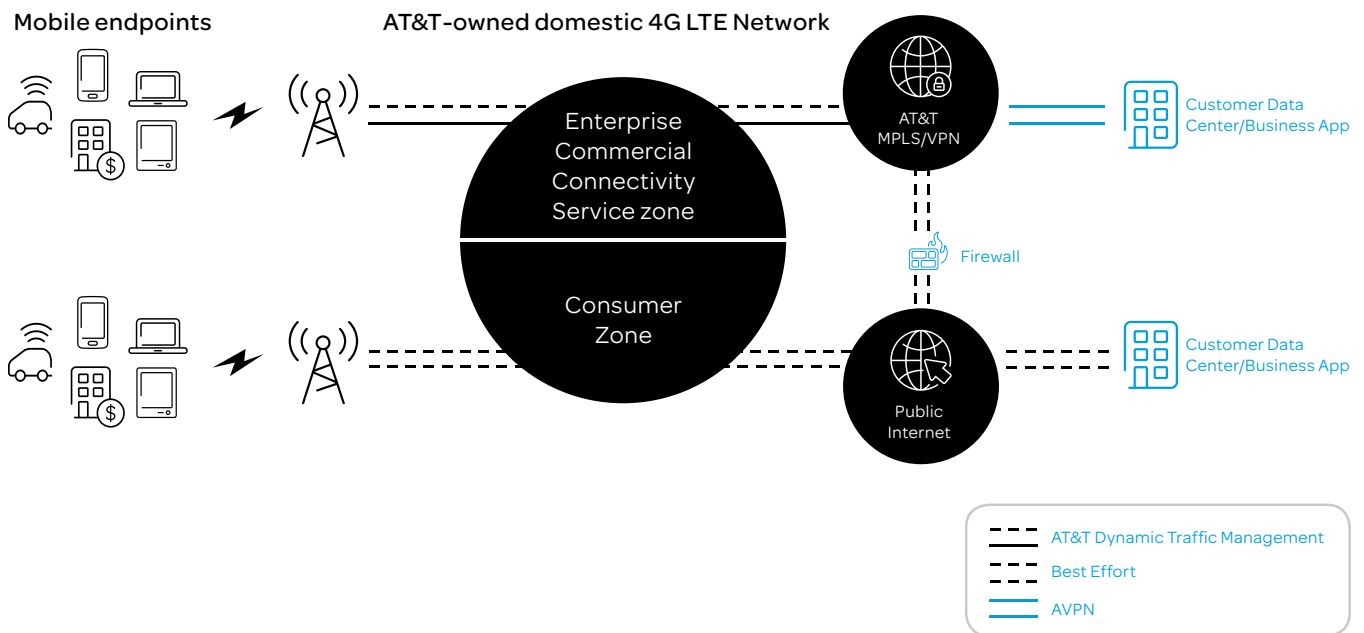 Mobile endpoints
AT&T-owned domestic 4G LTE Network
Enterprise
Commercial
Connectivity
Service zone
AT&T
MPLS/VPN
Customer Data
Center/Business App
$
Firewall
Consumer
Zone
Public
Internet
Customer Data
Center/Business App
$
AT&T Dynamic Traffic Management
Best Effort
AVPN